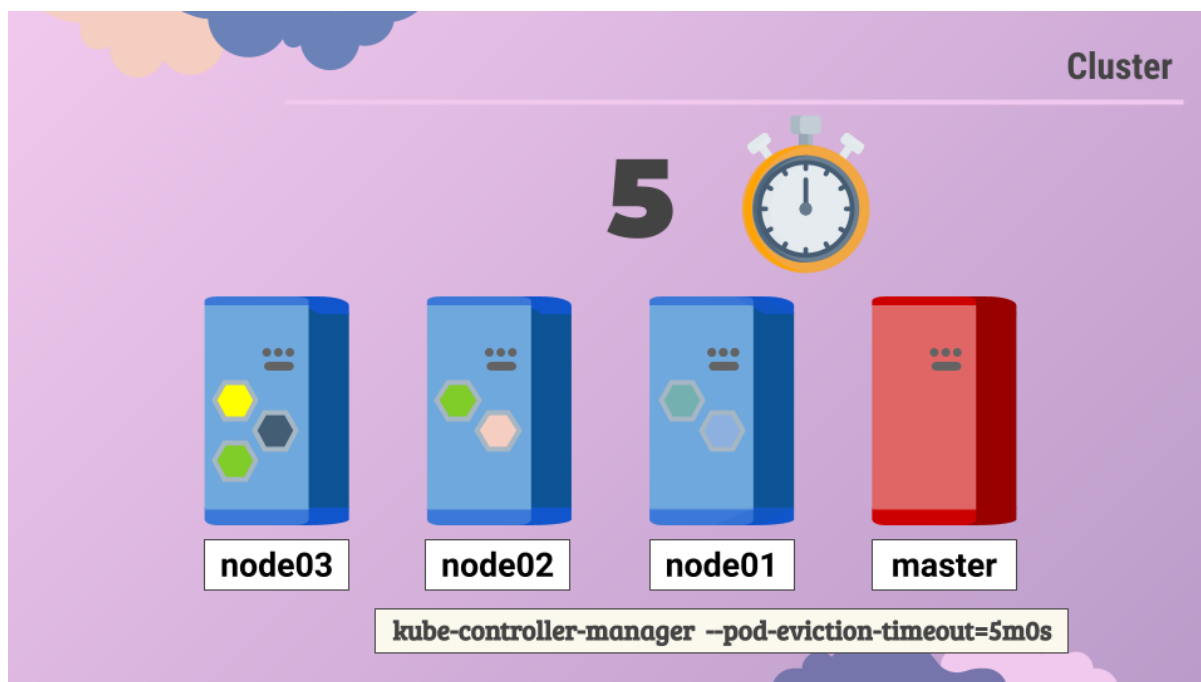 Cluster
5
node03
node02
node01
master
kube-controller-manager --pod-eviction-timeout=5m0s